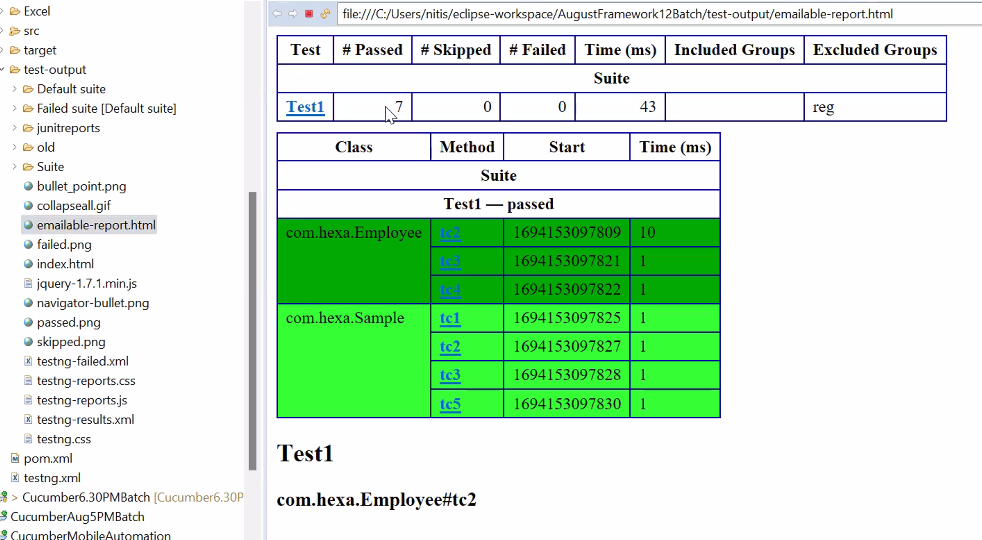 Excel
src
target
test-output
Default suite
Failed suite [Default suite]
junitreports
old
Suite
bullet_point.png
collapseall.gif
emailable-report.html
failed.png
index.html
jquery-1.7.1.min.js
navigator-bullet.png
passed.png
skipped.png
testng-failed.xml
testng-reports.css
testng-reports.js
testng-results.xml
testng.css
pom.xml
testng.xml
> Cucumber6.30PMBatch [Cucumber6.30P
CucumberAug5PMBatch
CucumberMobileAutomation
file:///C:/Users/nitis/eclipse-workspace/AugustFramework12Batch/test-output/emailable-report.html
Test # Passed # Skipped # Failed Time (ms) Included Groups Excluded Groups
Suite
Test1 7 0 0 43 reg
Class Method Start Time (ms)
Suite
Test1 — passed
com.hexa.Employee tc2 1694153097809 10
tc3 1694153097821 1
tc4 1694153097822 1
com.hexa.Sample tc1 1694153097825 1
tc2 1694153097827 1
tc3 1694153097828 1
tc5 1694153097830 1
Test1
com.hexa.Employee#tc2